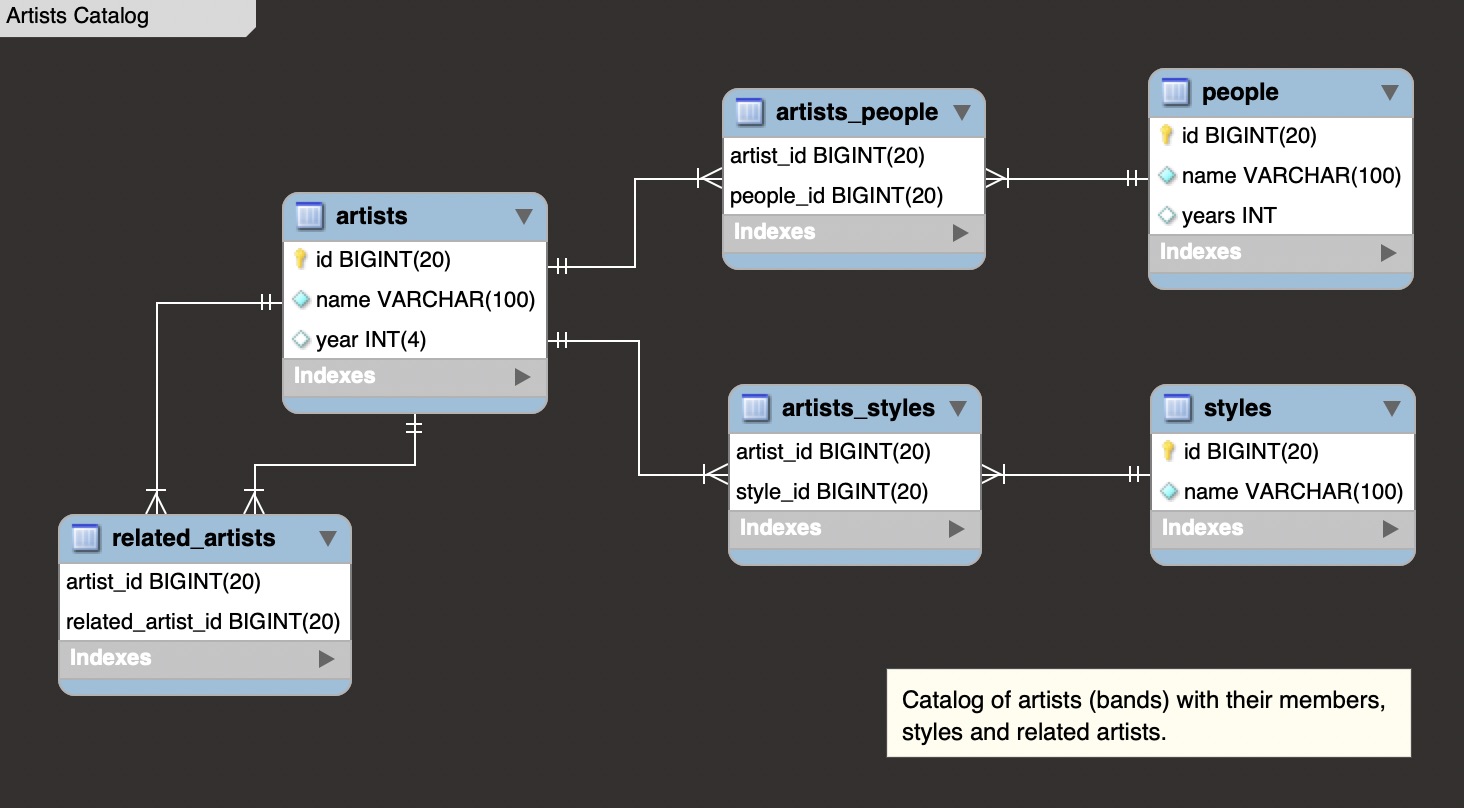 Artists Catalog
artists_people
artist_id BIGINT(20)
people_id BIGINT(20)
Indexes
people
id BIGINT(20)
name VARCHAR(100)
years INT
Indexes
artists
id BIGINT(20)
name VARCHAR(100)
year INT(4)
Indexes
artists_styles
artist_id BIGINT(20)
style_id BIGINT(20)
Indexes
styles
id BIGINT(20)
name VARCHAR(100)
Indexes
related_artists
artist_id BIGINT(20)
related_artist_id BIGINT(20)
Indexes
Catalog of artists (bands) with their members,
styles and related artists.